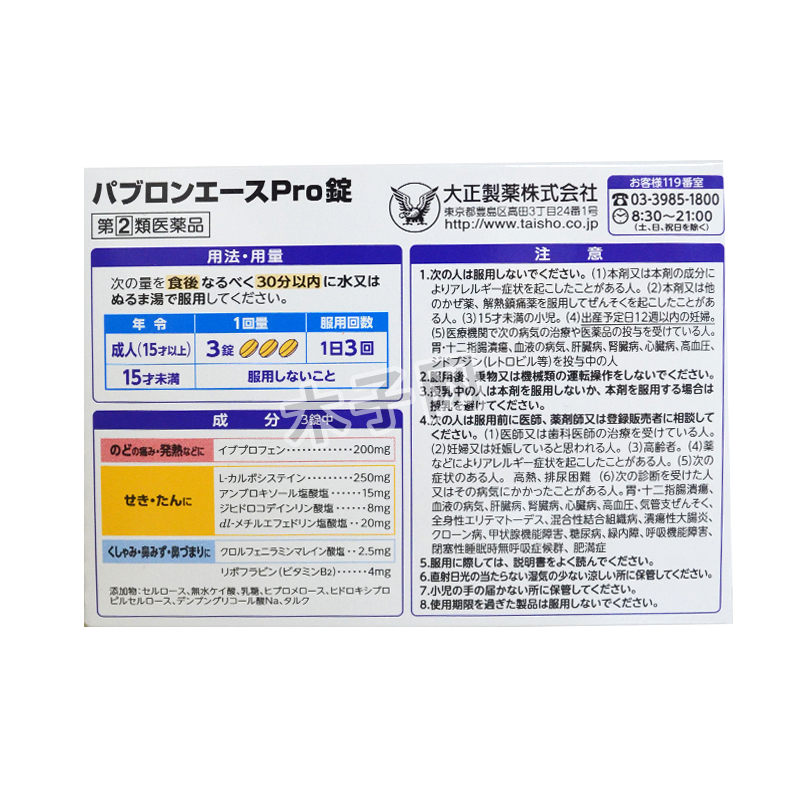 パブロンエースPro錠
第②類医薬品
大正製薬株式会社
東京都豊島区高田3丁目24番1号
http://www.taisho.co.jp
お客様119番室
03-3985-1800
8:30～21:00
(土、日、祝日を除く)
用法・用量
次の量を食後なるべく30分以内に水又は
ぬるま湯で服用してください。
年令 1回量 服用回数
成人(15才以上) 3錠 1日3回
15才未満 服用しないこと
成 分 3錠中
のどの痛み・発熱などに イブプロフェン・・・・・・・・・・・・200mg
せき・たんに
L-カルボシステイン・・・・・・・・250mg
アンブロキソール塩酸塩・・・・・15mg
ジヒドロコデインリン酸塩・・・・・8mg
dl-メチルエフェドリン塩酸塩・・20mg
くしゃみ・鼻みず・鼻づまりに クロルフェニラミンマレイン酸塩・・2.5mg
リボフラビン(ビタミンB2)・・・・・・4mg
添加物:セルロース、無水ケイ酸、乳糖、ヒプロメロース、ヒドロキシプロ
ピルセルロース、デンプングリコール酸Na、タルク
注 意
1.次の人は服用しないでください。(1)本剤又は本剤の成分に
よりアレルギー症状を起こしたことがある人。(2)本剤又は他
のかぜ薬、解熱鎮痛薬を服用してぜんそくを起こしたことがあ
る人。(3)15才未満の小児。(4)出産予定日12週以内の妊婦。
(5)医療機関で次の病気の治療や医薬品の投与を受けている人。
胃・十二指腸潰瘍、血液の病気、肝臓病、腎臓病、心臓病、高血圧、
ジドブジン(レトロビル等)を投与中の人
2.服用後、乗物又は機械類の運転操作をしないでください。
3.授乳中の人は本剤を服用しないか、本剤を服用する場合は
授乳を避けてください。
4.次の人は服用前に医師、薬剤師又は登録販売者に相談して
ください。(1)医師又は歯科医師の治療を受けている人。
(2)妊婦又は妊娠していると思われる人。(3)高齢者。(4)薬
などによりアレルギー症状を起こしたことがある人。(5)次の
症状のある人。 高熱、排尿困難 (6)次の診断を受けた人
又はその病気にかかったことがある人。胃・十二指腸潰瘍、
血液の病気、肝臓病、腎臓病、心臓病、高血圧、気管支ぜんそく、
全身性エリテマトーデス、混合性結合組織病、潰瘍性大腸炎、
クローン病、甲状腺機能障害、糖尿病、緑内障、呼吸機能障害、
閉塞性睡眠時無呼吸症候群、肥満症
5.服用に際しては、説明書をよく読んでください。
6.直射日光の当たらない湿気の少ない涼しい所に保管してください。
7.小児の手の届かない所に保管してください。
8.使用期限を過ぎた製品は服用しないでください。